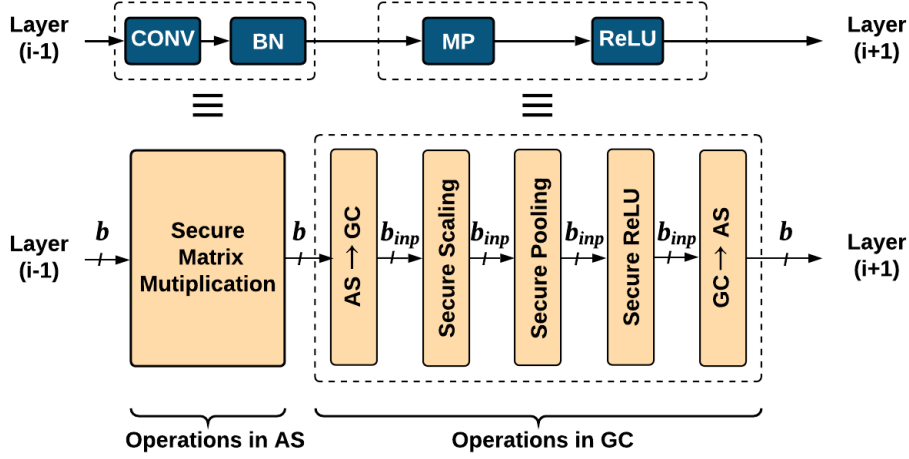 Layer
(i-1)
CONV
BN
MP
ReLU
Layer
(i+1)
Layer
(i-1)
b
Secure
Matrix
Mutiplication
b
AS → GC
b_inp
Secure Scaling
b_inp
Secure Pooling
b_inp
Secure ReLU
b_inp
GC → AS
b
Layer
(i+1)
Operations in AS
Operations in GC